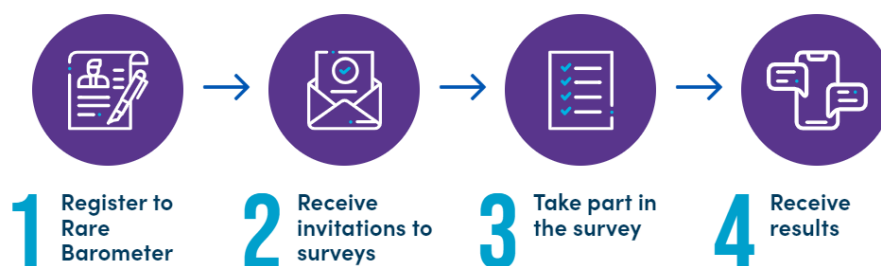 1 Register to
Rare
Barometer
2 Receive
invitations to
surveys
3 Take part in
the survey
4 Receive
results